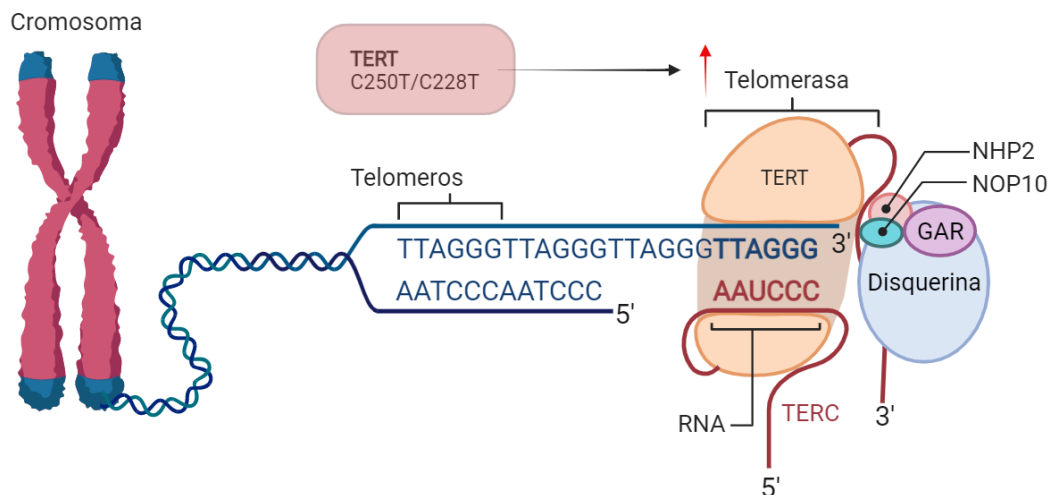 Cromosoma
TERT
C250T/C228T
Telomerasa
NHP2
NOP10
TERT
Telomeros
GAR
TTAGGGTTAGGGTTAGGGTTAGGG 3'
Disquerina
AATCCCAATCCC
AAUCCC
5'
RNA
TERC
3'
5'